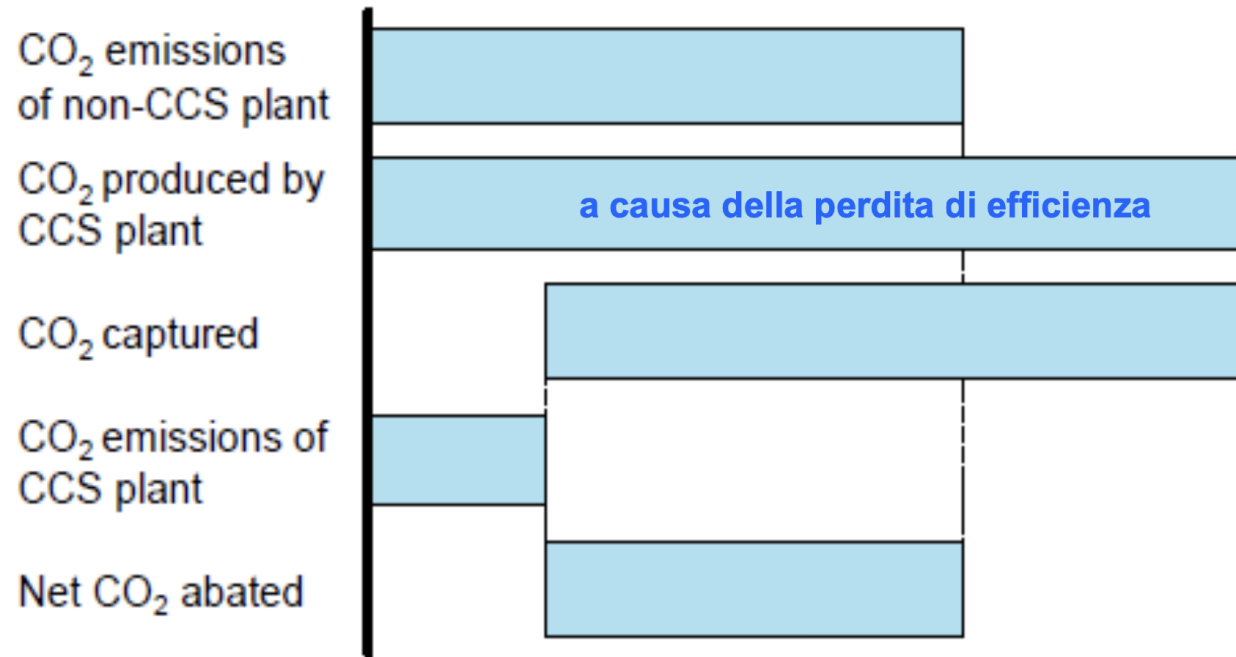 CO₂ emissions
of non-CCS plant
CO₂ produced by
CCS plant
a causa della perdita di efficienza
CO₂ captured
CO₂ emissions of
CCS plant
Net CO₂ abated